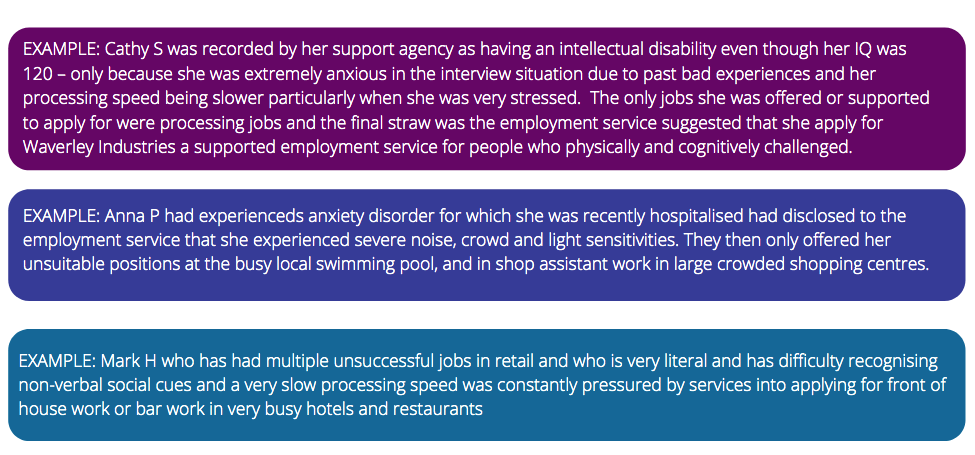 EXAMPLE: Cathy S was recorded by her support agency as having an intellectual disability even though her IQ was
120 – only because she was extremely anxious in the interview situation due to past bad experiences and her
processing speed being slower particularly when she was very stressed.  The only jobs she was offered or supported
to apply for were processing jobs and the final straw was the employment service suggested that she apply for
Waverley Industries a supported employment service for people who physically and cognitively challenged.
EXAMPLE: Anna P had experienceds anxiety disorder for which she was recently hospitalised had disclosed to the
employment service that she experienced severe noise, crowd and light sensitivities. They then only offered her
unsuitable positions at the busy local swimming pool, and in shop assistant work in large crowded shopping centres.
EXAMPLE: Mark H who has had multiple unsuccessful jobs in retail and who is very literal and has difficulty recognising
non-verbal social cues and a very slow processing speed was constantly pressured by services into applying for front of
house work or bar work in very busy hotels and restaurants